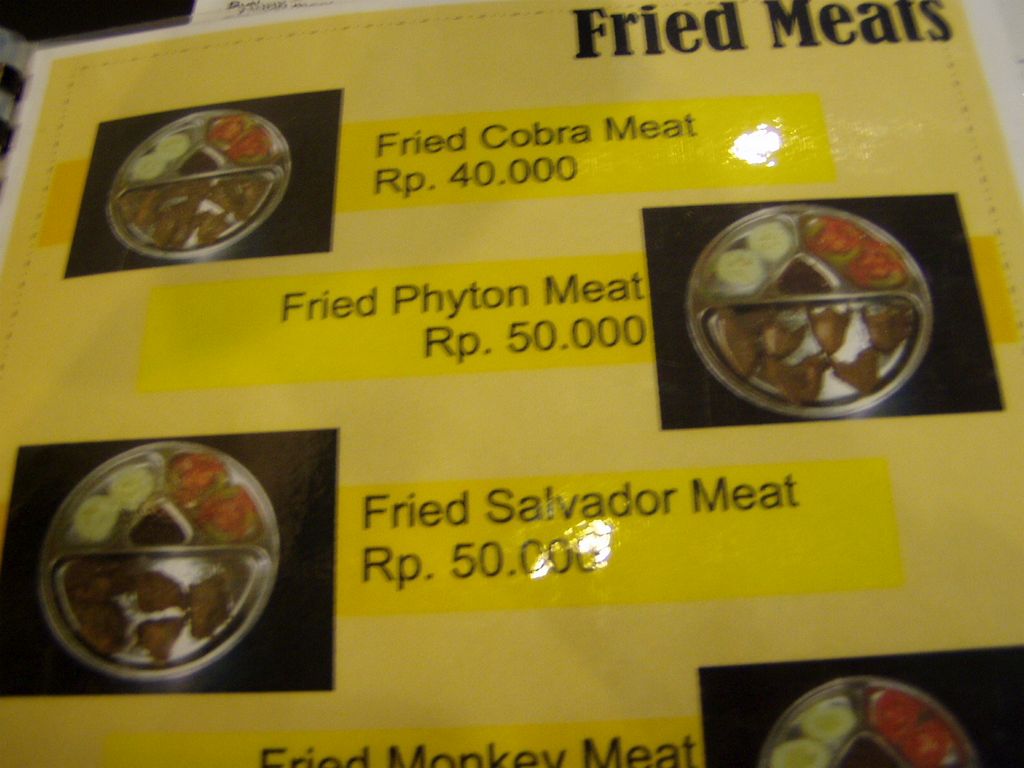 Fried Meats
Fried Cobra Meat
Rp. 40.000
Fried Phyton Meat
Rp. 50.000
Fried Salvador Meat
Rp. 50.000
Fried Monkey Meat